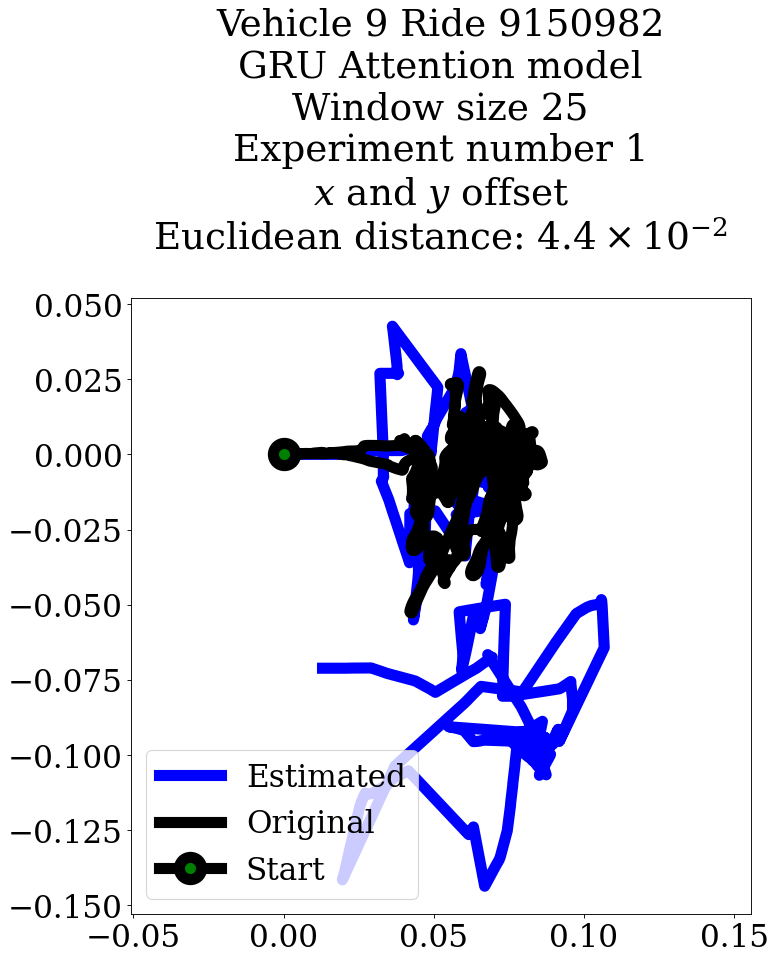 Vehicle 9 Ride 9150982
GRU Attention model
Window size 25
Experiment number 1
x and y offset
Euclidean distance: 4.4 × 10⁻²
0.050
0.025
0.000
−0.025
−0.050
−0.075
−0.100
−0.125
−0.150
Estimated
Original
Start
−0.05 0.00 0.05 0.10 0.15